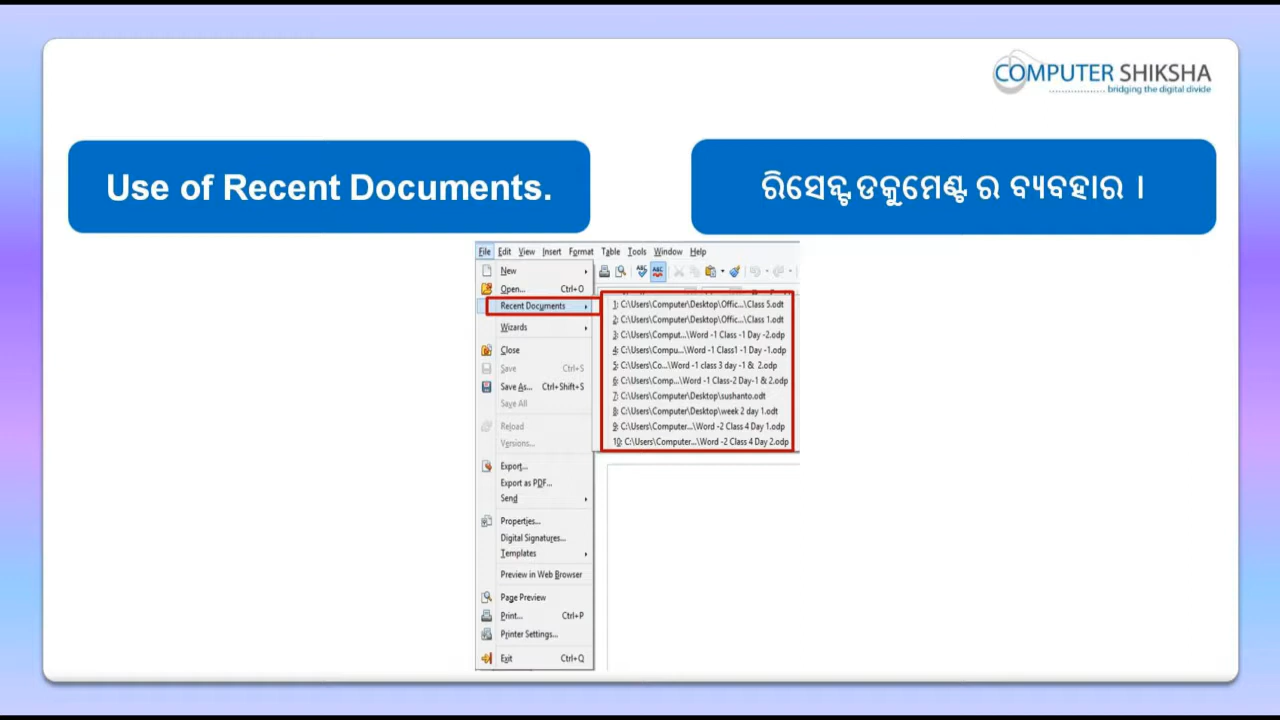 COMPUTER SHIKSHA
bridging the digital divide
Use of Recent Documents.
ରିସେନ୍ଟ ଡକୁମେଣ୍ଟ ର ବ୍ୟବହାର ।
File Edit View Insert Format Table Tools Window Help
New
Open... Ctrl+O
Recent Documents
1: C:\Users\Computer\Desktop\Offic...\Class 5.odt
2: C:\Users\Computer\Desktop\Offic...\Class 1.odt
3: C:\Users\Comput...\Word -1 Class -1 Day -2.odp
4: C:\Users\Compu...\Word -1 Class1 -1 Day -1.odp
5: C:\Users\Co...\Word -1 class 3 day -1 & 2.odp
6: C:\Users\Comp...\Word -1 Class-2 Day-1 & 2.odp
7: C:\Users\Computer\Desktop\sushanto.odt
8: C:\Users\Computer\Desktop\week 2 day 1.odt
9: C:\Users\Computer...\Word -2 Class 4 Day 1.odp
10: C:\Users\Computer...\Word -2 Class 4 Day 2.odp
Wizards
Close
Save Ctrl+S
Save As... Ctrl+Shift+S
Save All
Reload
Versions...
Export...
Export as PDF...
Send
Properties...
Digital Signatures...
Templates
Preview in Web Browser
Page Preview
Print... Ctrl+P
Printer Settings...
Exit Ctrl+Q